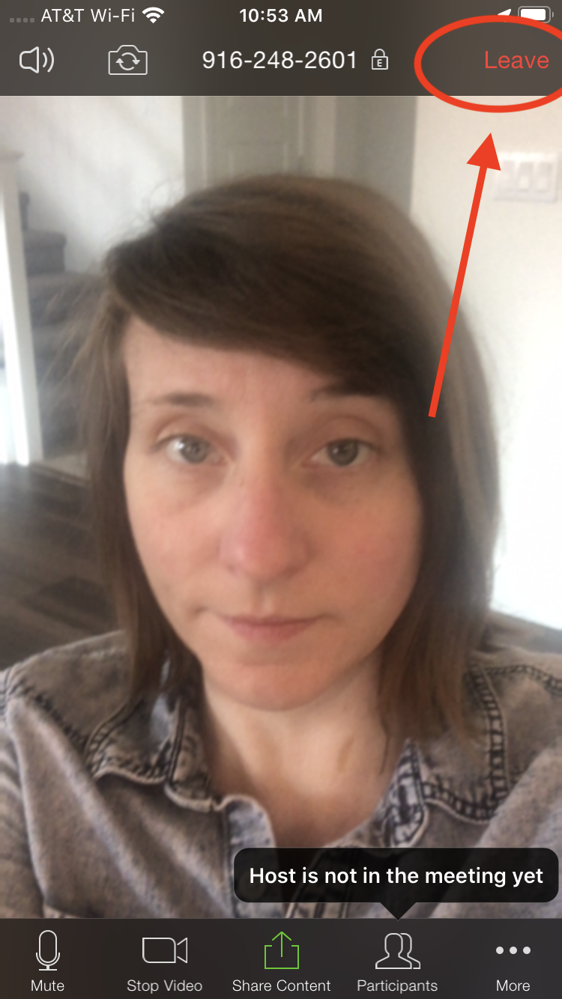 AT&T Wi-Fi 10:53 AM
916-248-2601 E Leave
Host is not in the meeting yet
Mute Stop Video Share Content Participants More